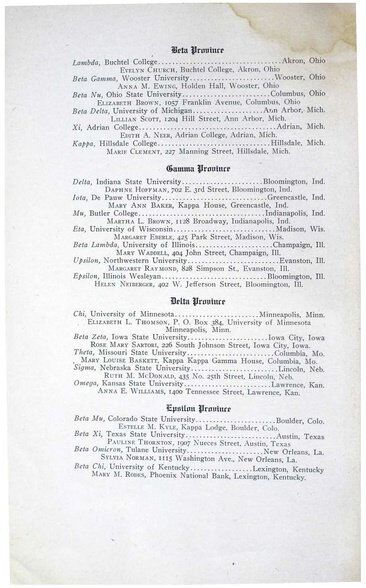 Beta Province
Lambda, Buchtel College.................................Akron, Ohio
Evelyn Church, Buchtel College, Akron, Ohio
Beta Gamma, Wooster University.......................Wooster, Ohio
Anna M. Ewing, Holden Hall, Wooster, Ohio
Beta Nu, Ohio State University.......................Columbus, Ohio
Elizabeth Brown, 1057 Franklin Avenue, Columbus, Ohio
Beta Delta, University of Michigan...................Ann Arbor, Mich.
Lillian Scott, 1204 Hill Street, Ann Arbor, Mich.
Xi, Adrian College.....................................Adrian, Mich.
Edith A. Neer, Adrian College, Adrian, Mich.
Kappa, Hillsdale College.............................Hillsdale, Mich.
Marie Clement, 227 Manning Street, Hillsdale, Mich.
Gamma Province
Delta, Indiana State University.....................Bloomington, Ind.
Daphne Hoffman, 702 E. 3rd Street, Bloomington, Ind.
Iota, De Pauw University.............................Greencastle, Ind.
Mary Ann Baker, Kappa House, Greencastle, Ind.
Mu, Butler College...................................Indianapolis, Ind.
Martha L. Brown, 1128 Broadway, Indianapolis, Ind.
Eta, University of Wisconsin...........................Madison, Wis.
Margaret Eberle, 425 Park Street, Madison, Wis.
Beta Lambda, University of Illinois....................Champaign, Ill.
Mary Waddell, 404 John Street, Champaign, Ill.
Upsilon, Northwestern University.......................Evanston, Ill.
Margaret Raymond, 828 Simpson St., Evanston, Ill.
Epsilon, Illinois Wesleyan............................Bloomington, Ill.
Helen Neiberger, 402 W. Jefferson Street, Bloomington, Ill.
Delta Province
Chi, University of Minnesota.........................Minneapolis, Minn.
Elizabeth L. Thomson, P. O. Box 384, University of Minnesota
Minneapolis, Minn.
Beta Zeta, Iowa State University.......................Iowa City, Iowa
Rose Mary Sartori, 226 South Johnson Street, Iowa City, Iowa.
Theta, Missouri State University........................Columbia, Mo.
Mary Louise Baskett, Kappa Kappa Gamma House, Columbia, Mo.
Sigma, Nebraska State University........................Lincoln, Neb.
Ruth M. McDonald, 435 No. 25th Street, Lincoln, Neb.
Omega, Kansas State University........................Lawrence, Kan.
Anna E. Williams, 1400 Tennessee Street, Lawrence, Kan.
Epsilon Province
Beta Mu, Colorado State University.....................Boulder, Colo.
Estelle M. Kyle, Kappa Lodge, Boulder, Colo.
Beta Xi, Texas State University..........................Austin, Texas
Pauline Thornton, 1907 Nueces Street, Austin, Texas
Beta Omicron, Tulane University......................New Orleans, La.
Sylvia Norman, 1115 Washington Ave., New Orleans, La.
Beta Chi, University of Kentucky....................Lexington, Kentucky
Mary M. Rodes, Phoenix National Bank, Lexington, Kentucky.